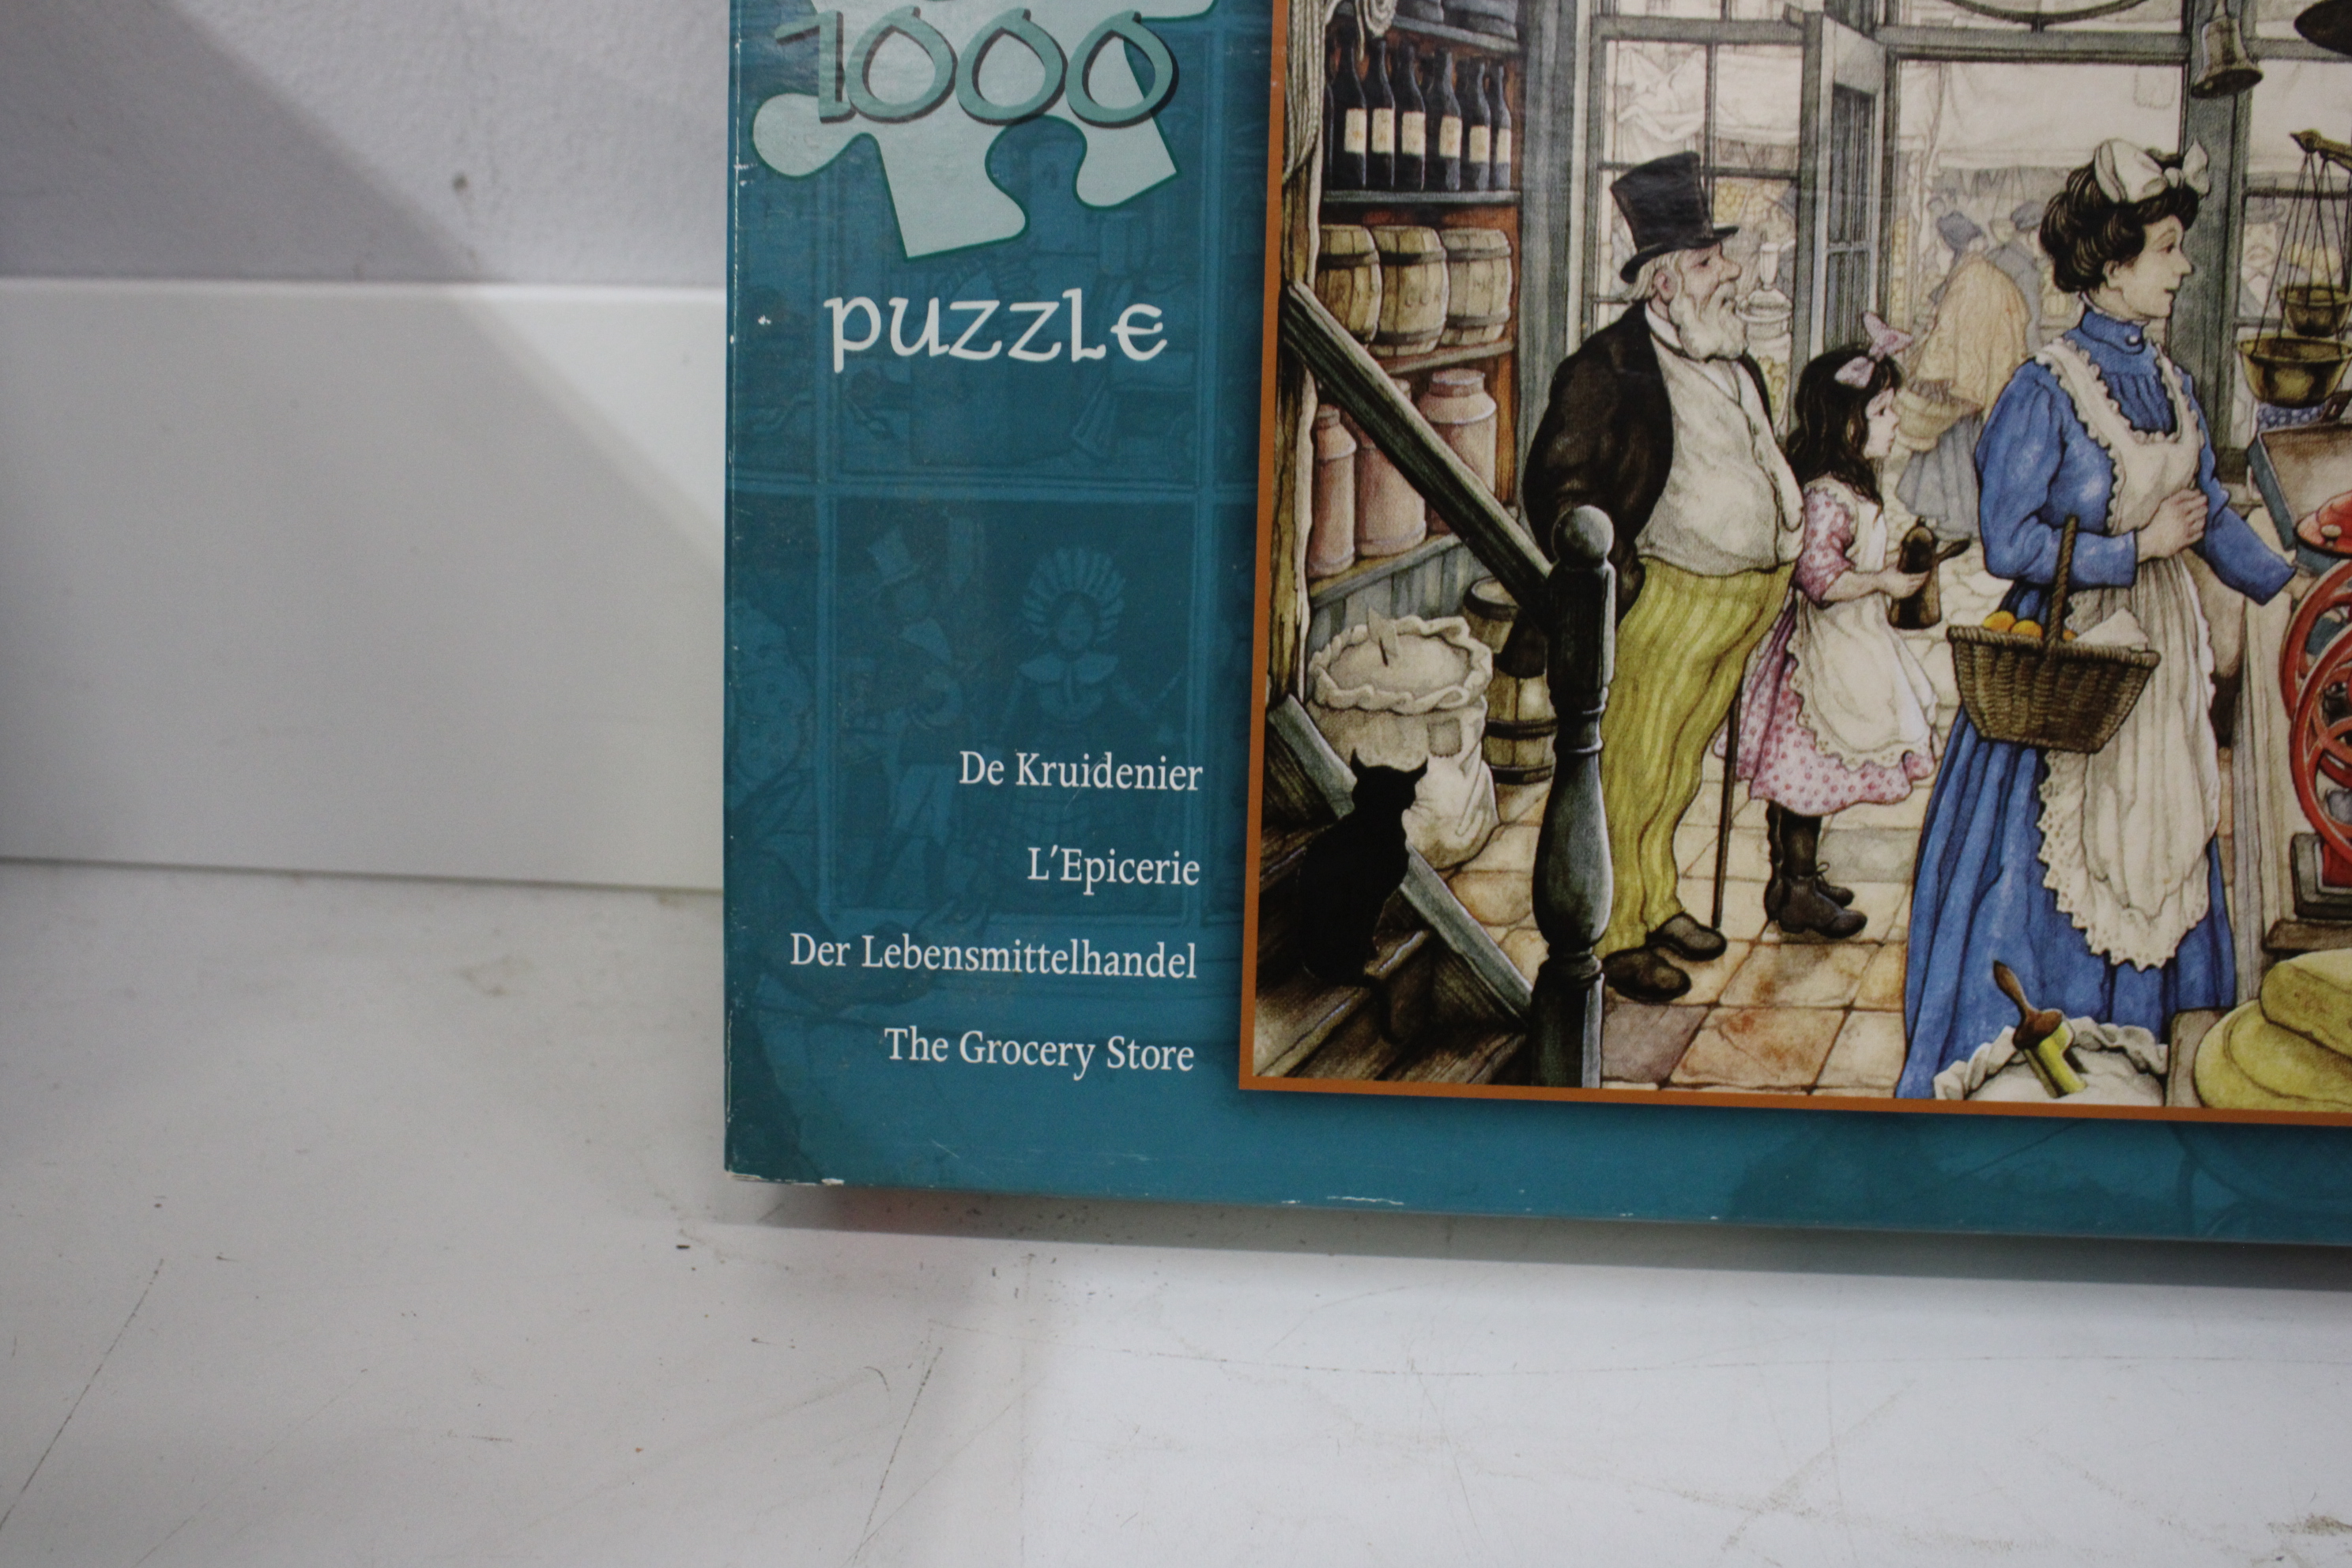 1000
puzzle
De Kruidenier
L'Epicerie
Der Lebensmittelhandel
The Grocery Store